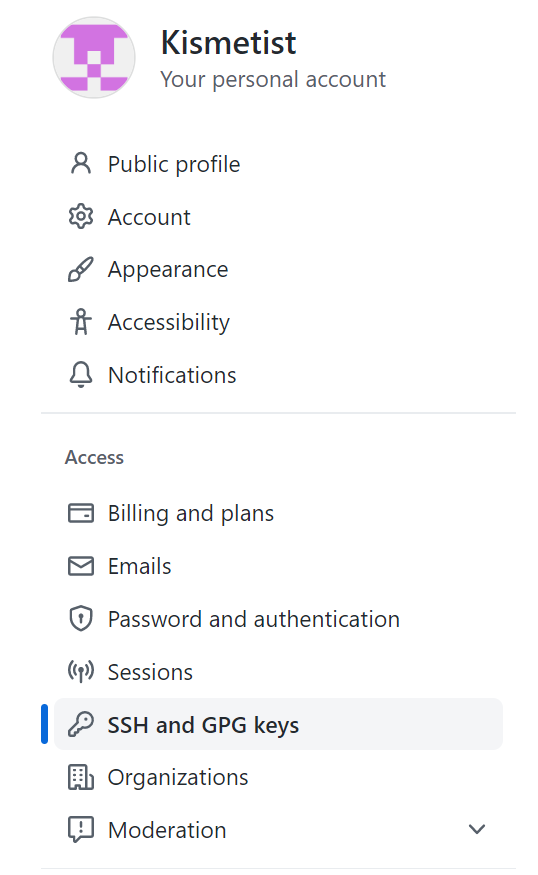 Kismetist
Your personal account
Public profile
Account
Appearance
Accessibility
Notifications
Access
Billing and plans
Emails
Password and authentication
Sessions
SSH and GPG keys
Organizations
Moderation